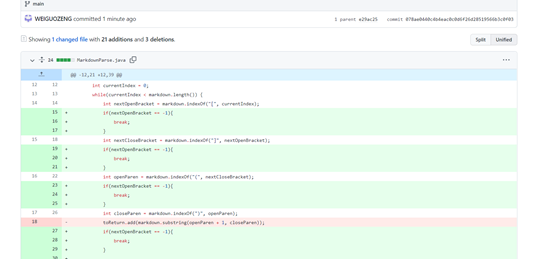 main
WEIGUOZENG committed 1 minute ago
1 parent e29ac25 commit 078ae0440c4b4eac0c0d6f26d28519566b3c0f03
Showing 1 changed file with 21 additions and 3 deletions.
Split Unified
24 MarkdownParse.java
@@ -12,21 +12,39 @@
12 12 int currentIndex = 0;
13 13 while(currentIndex < markdown.length()) {
14 14 int nextOpenBracket = markdown.indexOf("[", currentIndex);
15 + if(nextOpenBracket == -1){
16 + break;
17 + }
15 18 int nextCloseBracket = markdown.indexOf("]", nextOpenBracket);
19 + if(nextOpenBracket == -1){
20 + break;
21 + }
16 22 int openParen = markdown.indexOf("(", nextCloseBracket);
23 + if(nextOpenBracket == -1){
24 + break;
25 + }
17 26 int closeParen = markdown.indexOf(")", openParen);
18 - toReturn.add(markdown.substring(openParen + 1, closeParen));
27 + if(nextOpenBracket == -1){
28 + break;
29 + }